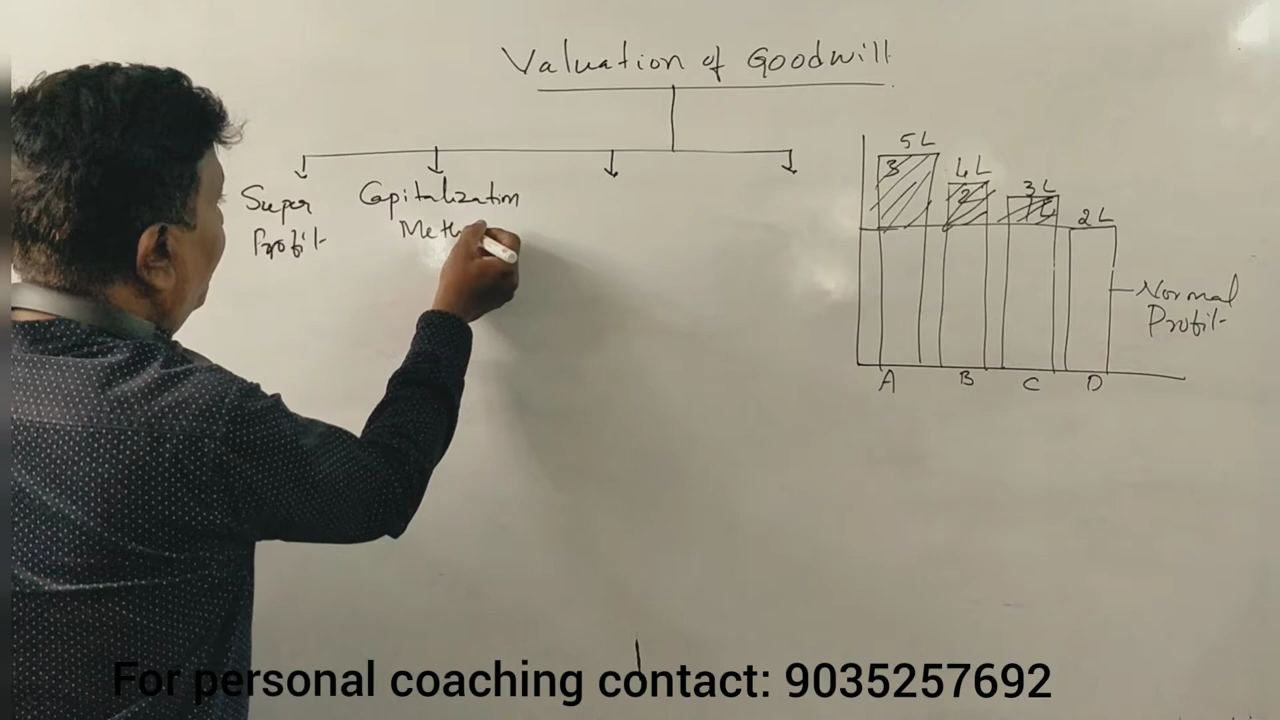 Valuation of Goodwill
Super
Profit
Capitalization
Meth
5L
3
4L
2
3L
2L
Normal
Profit
A B C D
For personal coaching contact: 9035257692